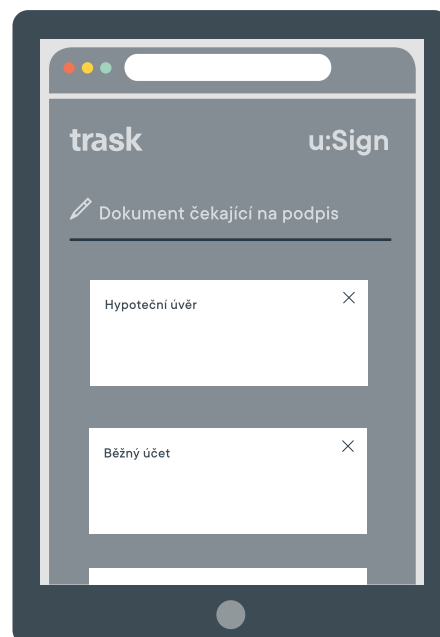 trask
u:Sign
Dokument čekající na podpis
Hypoteční úvěr
Běžný účet